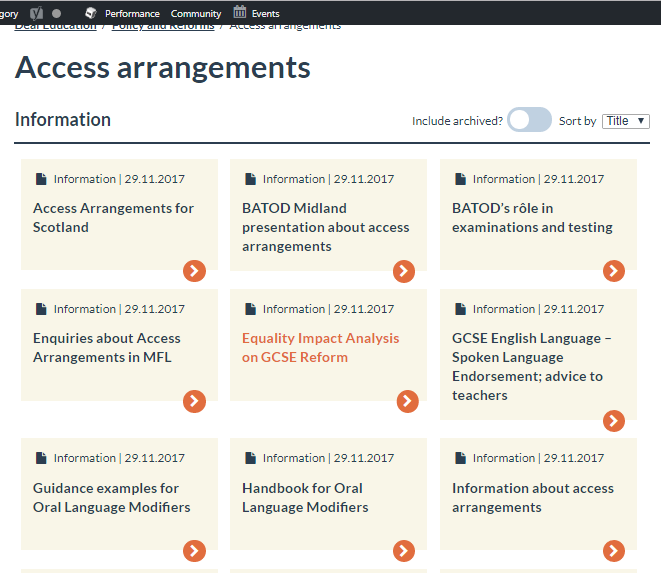 gory Performance Community Events
Deaf Education / Policy and Reforms / Access arrangements
Access arrangements
Information
Include archived? Sort by Title
Information | 29.11.2017
Access Arrangements for
Scotland
Information | 29.11.2017
BATOD Midland
presentation about access
arrangements
Information | 29.11.2017
BATOD's rôle in
examinations and testing
Information | 29.11.2017
Enquiries about Access
Arrangements in MFL
Information | 29.11.2017
Equality Impact Analysis
on GCSE Reform
Information | 29.11.2017
GCSE English Language –
Spoken Language
Endorsement; advice to
teachers
Information | 29.11.2017
Guidance examples for
Oral Language Modifiers
Information | 29.11.2017
Handbook for Oral
Language Modifiers
Information | 29.11.2017
Information about access
arrangements